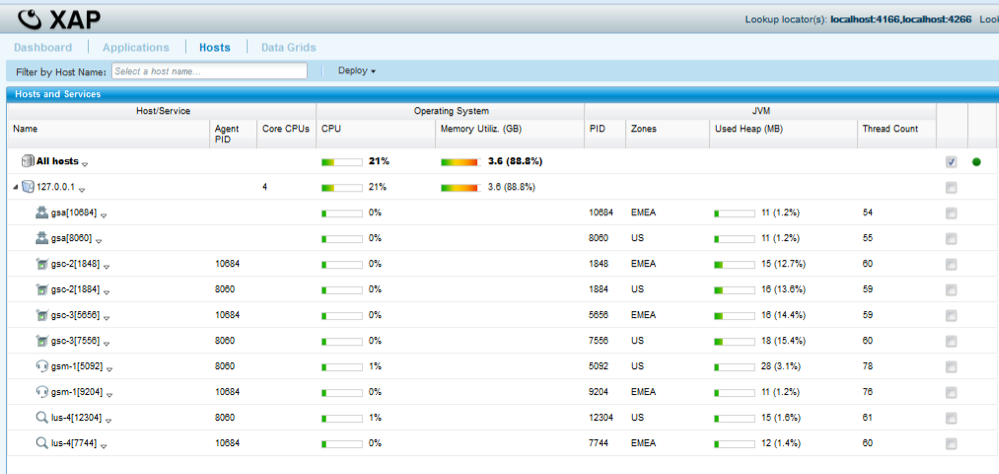 XAP
Lookup locator(s): localhost:4166,localhost:4266 Look
Dashboard Applications Hosts Data Grids
Filter by Host Name: Select a host name... Deploy
Hosts and Services
Host/Service Operating System JVM
Name Agent PID Core CPUs CPU Memory Utiliz. (GB) PID Zones Used Heap (MB) Thread Count
All hosts 21% 3.6 (88.8%)
127.0.0.1 4 21% 3.6 (88.8%)
gsa[10684] 0% 10684 EMEA 11 (1.2%) 54
gsa[8060] 0% 8060 US 11 (1.2%) 55
gsc-2[1848] 10684 0% 1848 EMEA 15 (12.7%) 60
gsc-2[1884] 8060 0% 1884 US 16 (13.6%) 59
gsc-3[5656] 10684 0% 5656 EMEA 16 (14.4%) 59
gsc-3[7556] 8060 0% 7556 US 18 (15.4%) 60
gsm-1[5092] 8060 1% 5092 US 28 (3.1%) 78
gsm-1[9204] 10684 0% 9204 EMEA 11 (1.2%) 76
lus-4[12304] 8060 1% 12304 US 15 (1.6%) 61
lus-4[7744] 10684 0% 7744 EMEA 12 (1.4%) 60